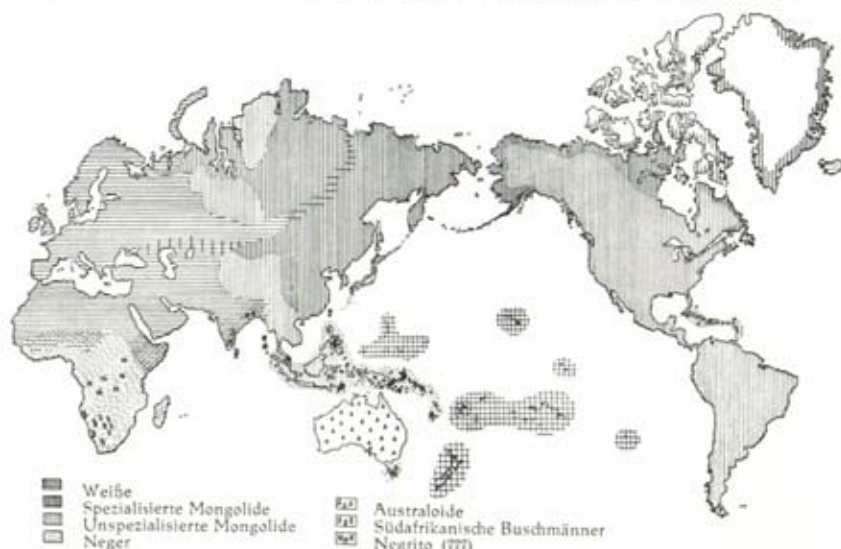 Weiße
Spezialisierte Mongolide
Unspezialisierte Mongolide
Neger
Australoide
Südafrikanische Buschmänner
Negrito (???)